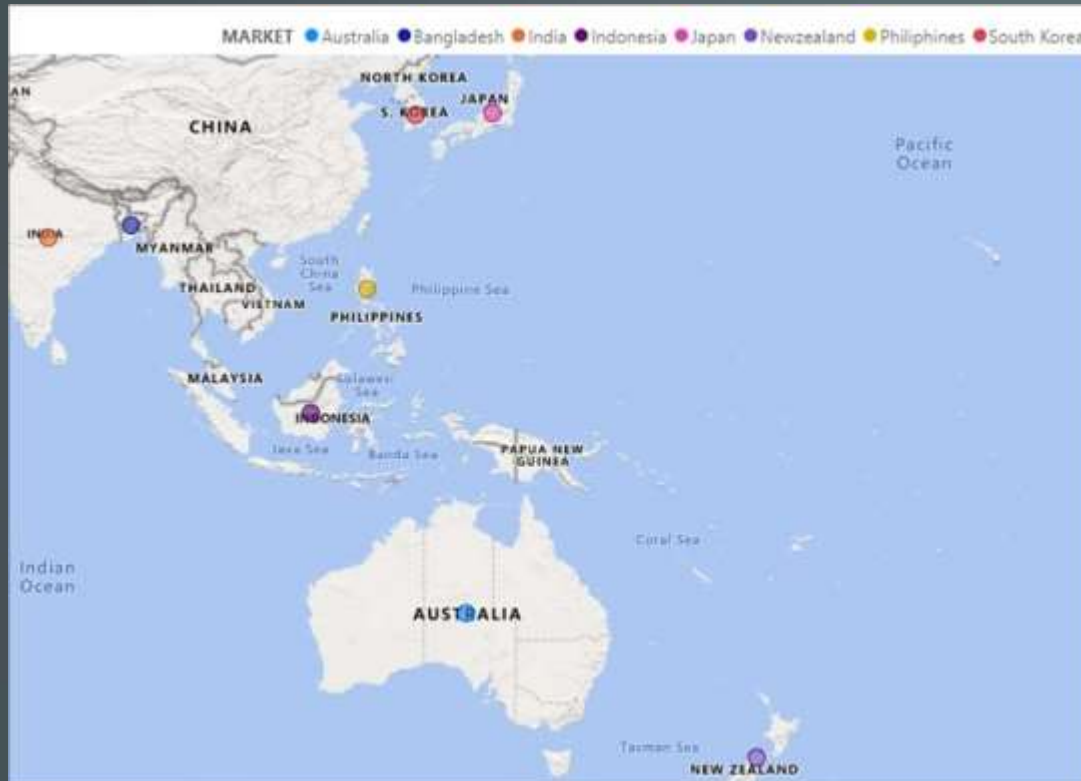 MARKET Australia Bangladesh India Indonesia Japan Newzealand Philiphines South Korea
NORTH KOREA
AN
JAPAN
S. KOREA
CHINA
Pacific
Ocean
INDIA
MYANMAR
South
China
Sea
THAILAND
Philippine Sea
VIETNAM
PHILIPPINES
MALAYSIA
Sulawesi
Sea
INDONESIA
Java Sea
Banda Sea
PAPUA NEW
GUINEA
Coral Sea
Indian
Ocean
AUSTRALIA
Tasman Sea
NEW ZEALAND